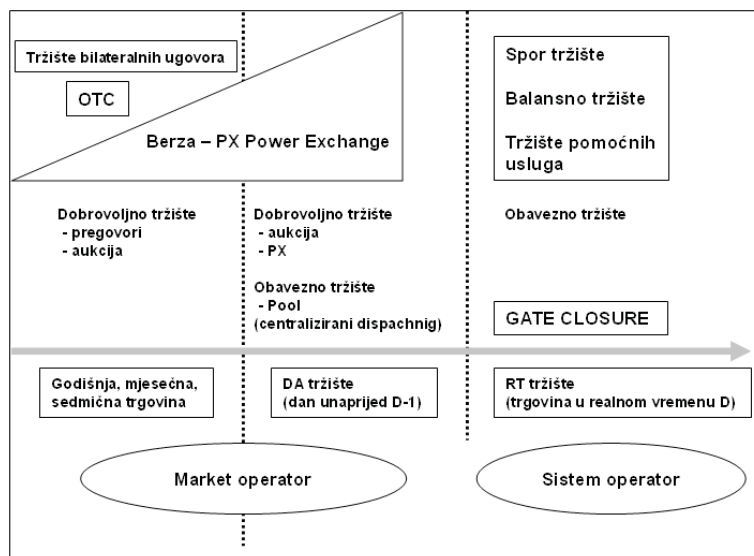 Tržište bilateralnih ugovora
OTC
Berza – PX Power Exchange
Spor tržište
Balansno tržište
Tržište pomoćnih
usluga
Dobrovoljno tržište
- pregovori
- aukcija
Dobrovoljno tržište
- aukcija
- PX
Obavezno tržište
- Pool
(centralizirani dispachnig)
Obavezno tržište
GATE CLOSURE
Godišnja, mjesečna,
sedmična trgovina
DA tržište
(dan unaprijed D-1)
RT tržište
(trgovina u realnom vremenu D)
Market operator
Sistem operator